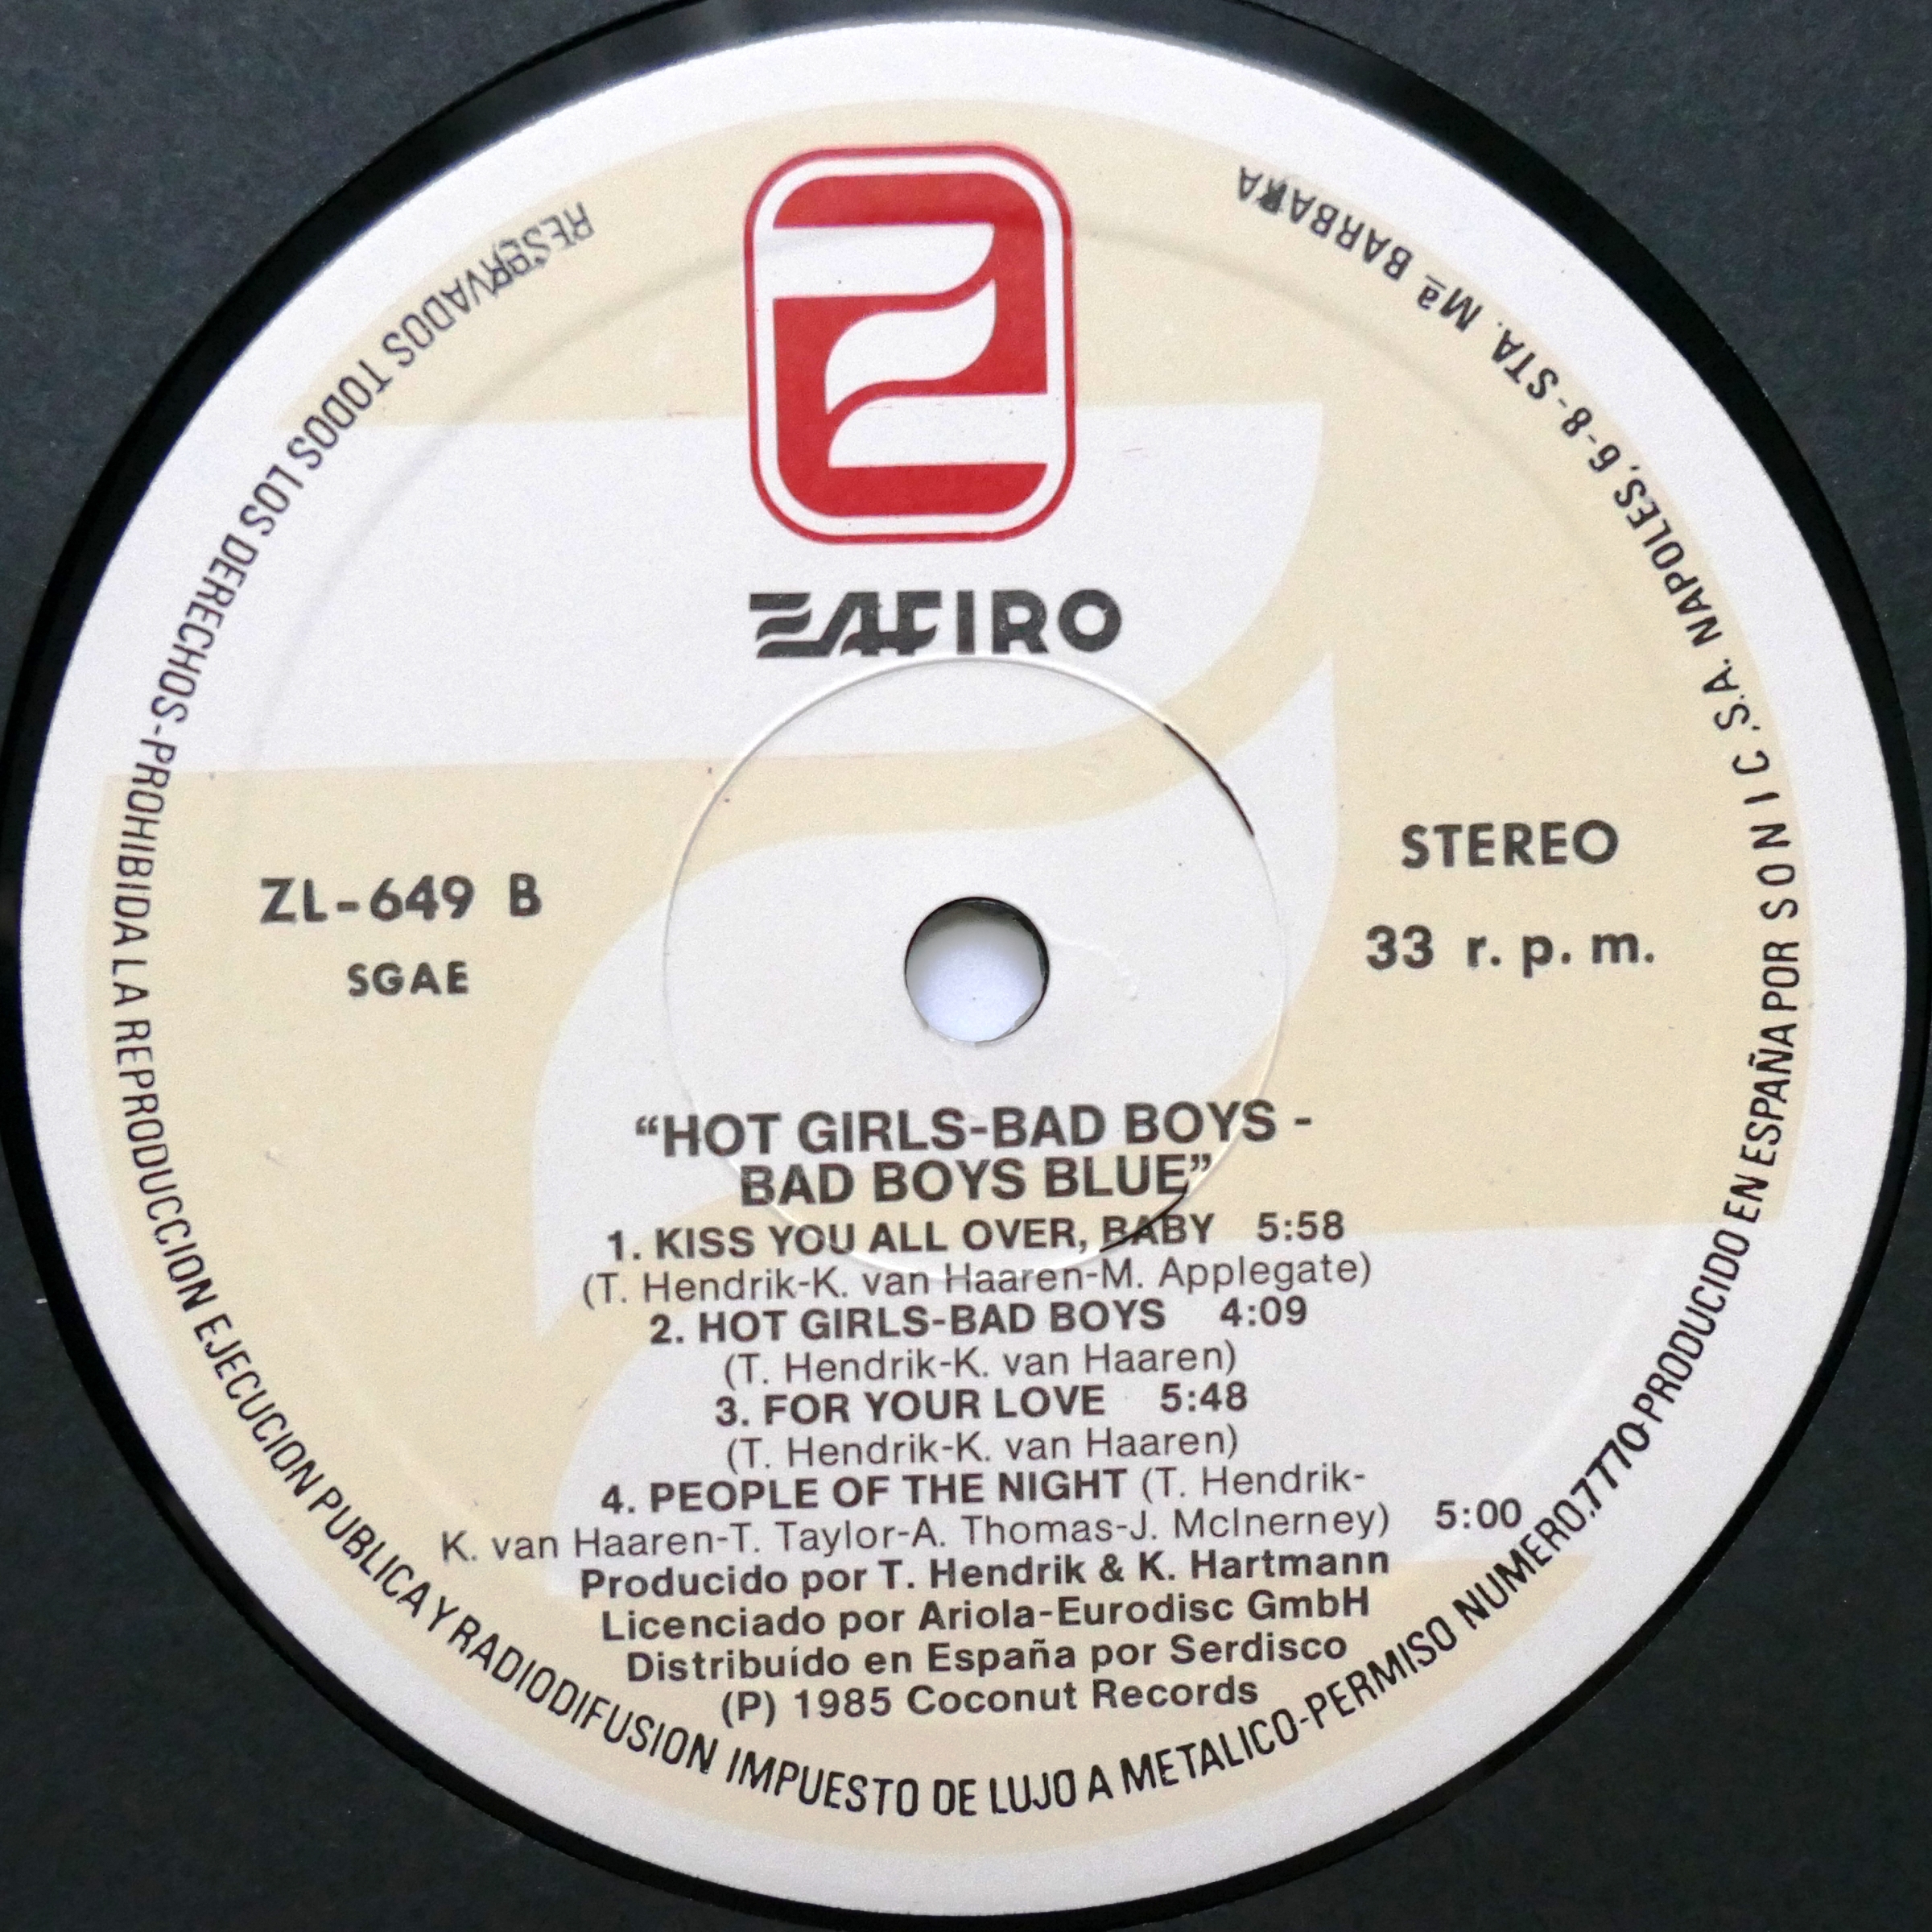 ZAFIRO
ZL-649 B
SGAE
STEREO
33 r. p. m.
“HOT GIRLS-BAD BOYS -
BAD BOYS BLUE”
1. KISS YOU ALL OVER, BABY 5:58
(T. Hendrik-K. van Haaren-M. Applegate)
2. HOT GIRLS-BAD BOYS 4:09
(T. Hendrik-K. van Haaren)
3. FOR YOUR LOVE 5:48
(T. Hendrik-K. van Haaren)
4. PEOPLE OF THE NIGHT (T. Hendrik-
K. van Haaren-T. Taylor-A. Thomas-J. McInerney) 5:00
Producido por T. Hendrik & K. Hartmann
Licenciado por Ariola-Eurodisc GmbH
Distribuído en España por Serdisco
(P) 1985 Coconut Records
RESERVADOS TODOS LOS DERECHOS-PROHIBIDA LA REPRODUCCION EJECUCION PUBLICA Y RADIODIFUSION IMPUESTO DE LUJO A METALICO-PERMISO NUMERO.7770-PRODUCIDO EN ESPAÑA POR SONIC S.A. NAPOLES, 6-8-STA. Mª BARBARA